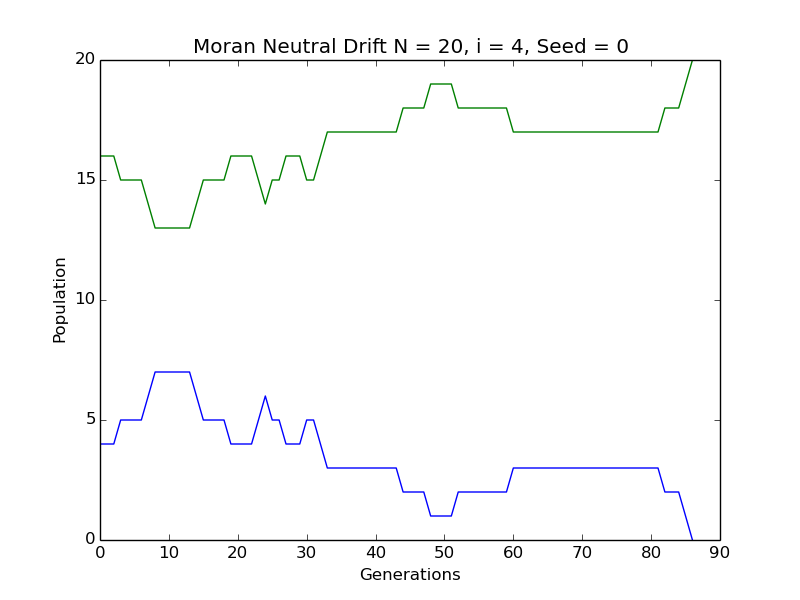 Moran Neutral Drift N = 20, i = 4, Seed = 0
20
15
10
5
0
Population
0 10 20 30 40 50 60 70 80 90
Generations